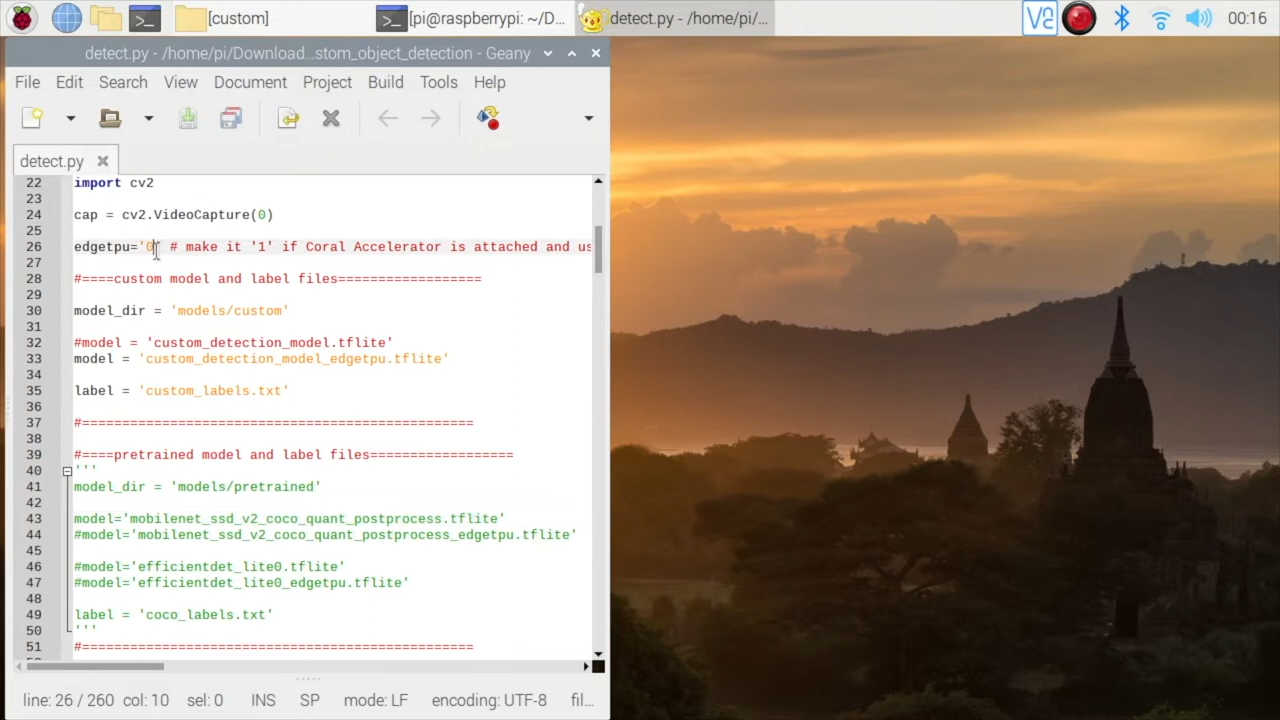 [custom]
[pi@raspberrypi: ~/D...
detect.py - /home/pi/...
00:16
detect.py - /home/pi/Download...stom_object_detection - Geany
File Edit Search View Document Project Build Tools Help
detect.py
22 import cv2
23
24 cap = cv2.VideoCapture(0)
25
26 edgetpu='0' # make it '1' if Coral Accelerator is attached and us
27
28 #====custom model and label files==================
29
30 model_dir = 'models/custom'
31
32 #model = 'custom_detection_model.tflite'
33 model = 'custom_detection_model_edgetpu.tflite'
34
35 label = 'custom_labels.txt'
36
37 #=================================================
38
39 #====pretrained model and label files==================
40 '''
41 model_dir = 'models/pretrained'
42
43 model='mobilenet_ssd_v2_coco_quant_postprocess.tflite'
44 #model='mobilenet_ssd_v2_coco_quant_postprocess_edgetpu.tflite'
45
46 #model='efficientdet_lite0.tflite'
47 #model='efficientdet_lite0_edgetpu.tflite'
48
49 label = 'coco_labels.txt'
50 '''
51 #=================================================
line: 26 / 260 col: 10 sel: 0 INS SP mode: LF encoding: UTF-8 fil...